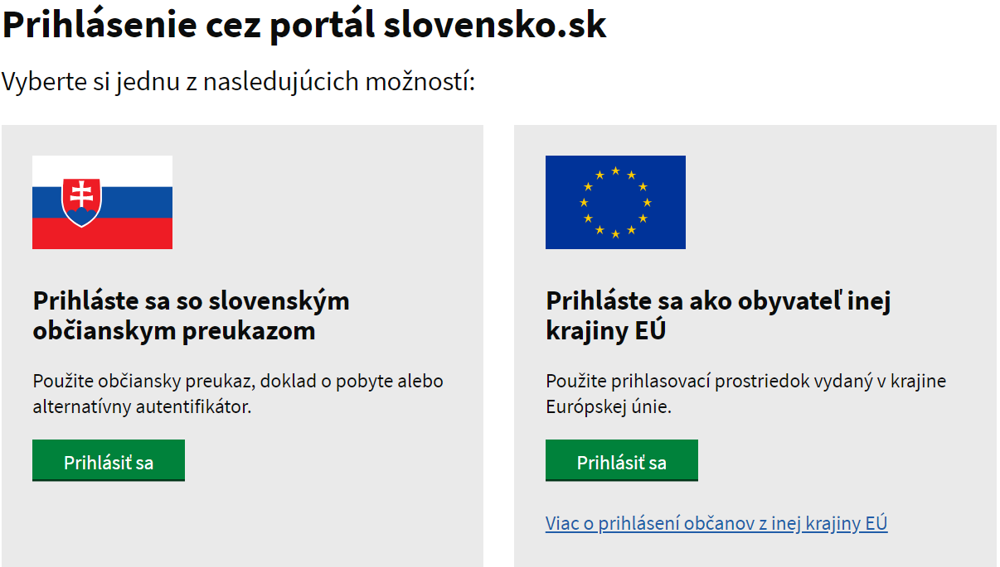 Prihlásenie cez portál slovensko.sk
Vyberte si jednu z nasledujúcich možností:
Prihláste sa so slovenským
občianskym preukazom
Použite občiansky preukaz, doklad o pobyte alebo
alternatívny autentifikátor.
Prihlásiť sa
Prihláste sa ako obyvateľ inej
krajiny EÚ
Použite prihlasovací prostriedok vydaný v krajine
Európskej únie.
Prihlásiť sa
Viac o prihlásení občanov z inej krajiny EÚ